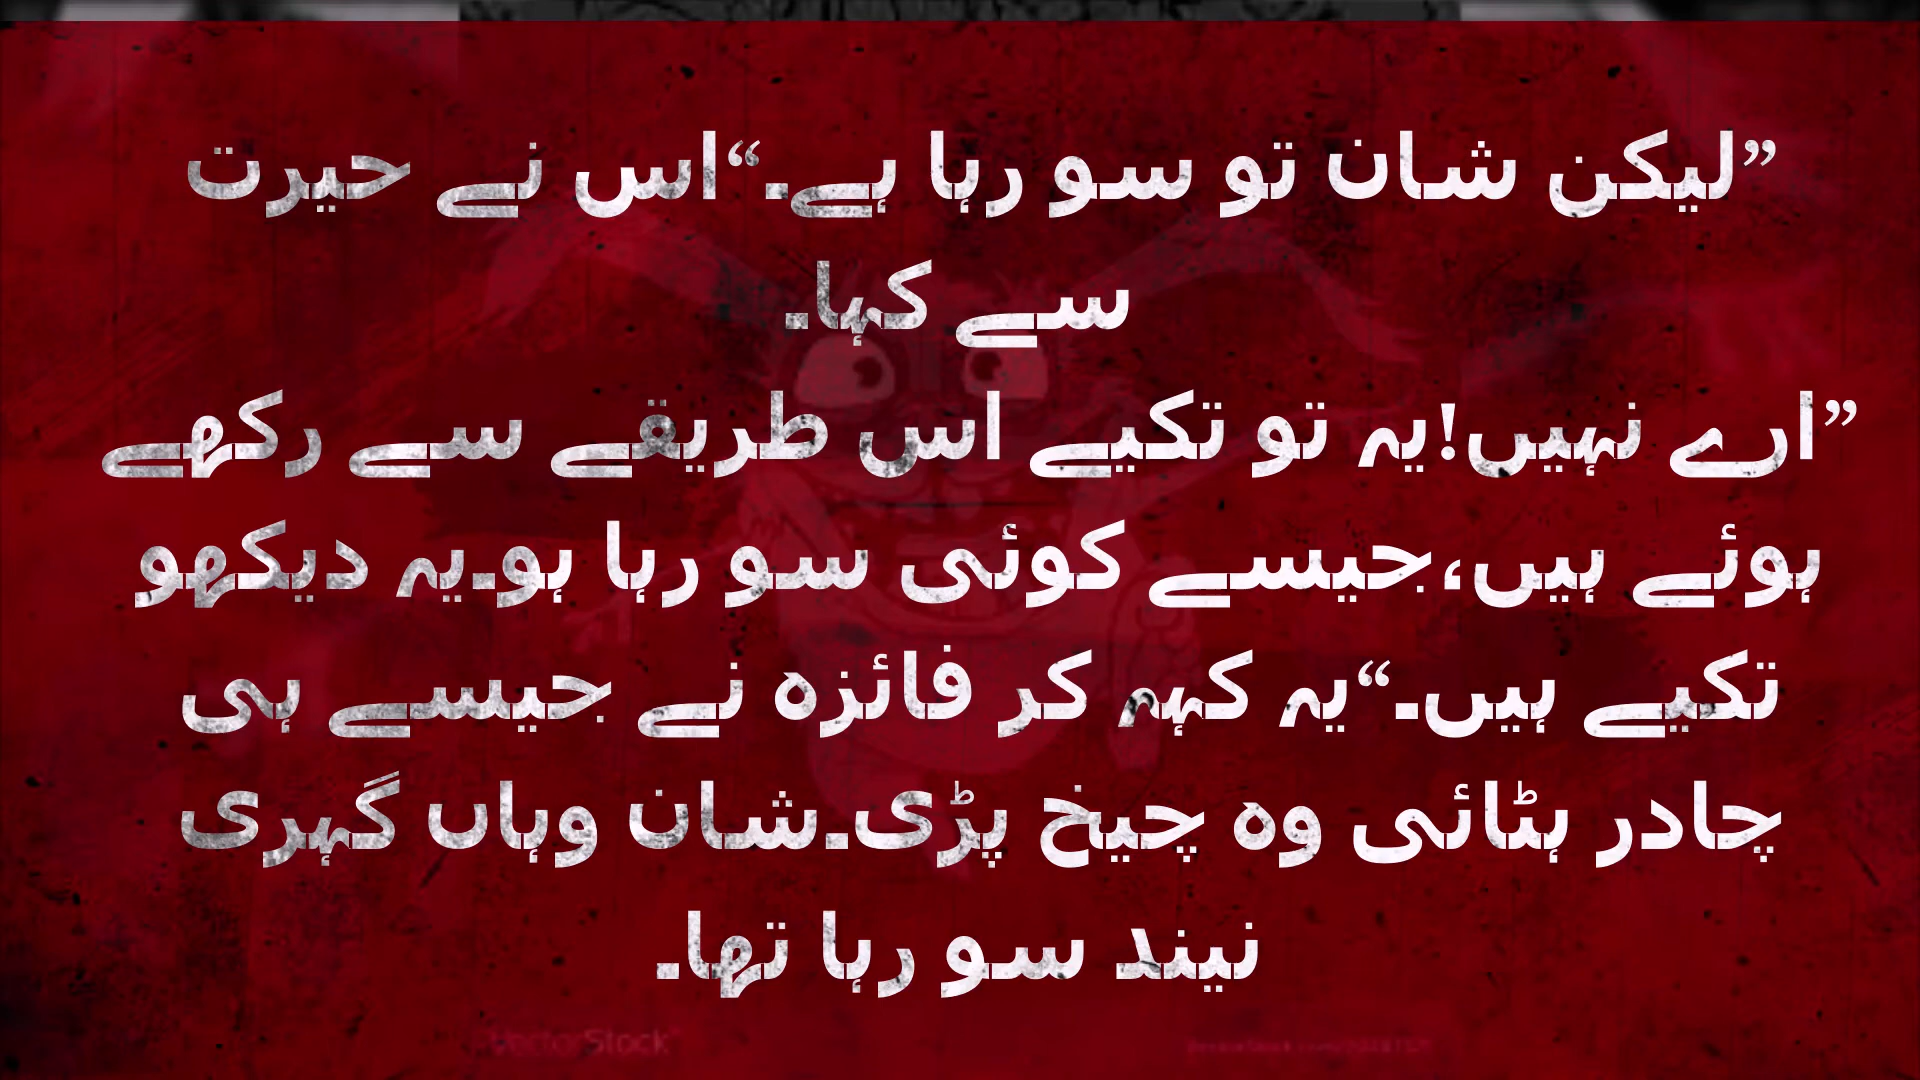 ”لیکن شان تو سو رہا ہے۔“اس نے حیرت
سے کہا۔
”ارے نہیں!یہ تو تکیے اس طریقے سے رکھے
ہوئے ہیں،جیسے کوئی سو رہا ہو۔یہ دیکھو
تکیے ہیں۔“یہ کہہ کر فائزہ نے جیسے ہی
چادر ہٹائی وہ چیخ پڑی۔شان وہاں گہری
نیند سو رہا تھا۔
VectorStock